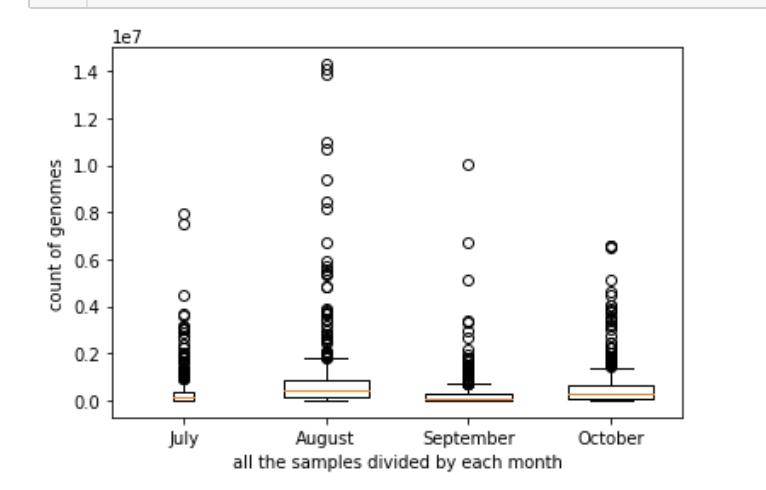 1e7
1.4
1.2
1.0
0.8
0.6
0.4
0.2
0.0
count of genomes
July August September October
all the samples divided by each month